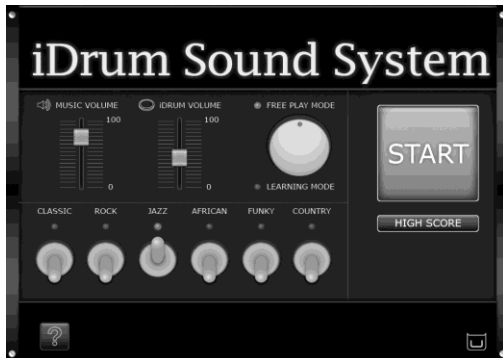 iDrum Sound System
MUSIC VOLUME
100
0
iDRUM VOLUME
100
0
FREE PLAY MODE
LEARNING MODE
START
HIGH SCORE
CLASSIC ROCK JAZZ AFRICAN FUNKY COUNTRY
?